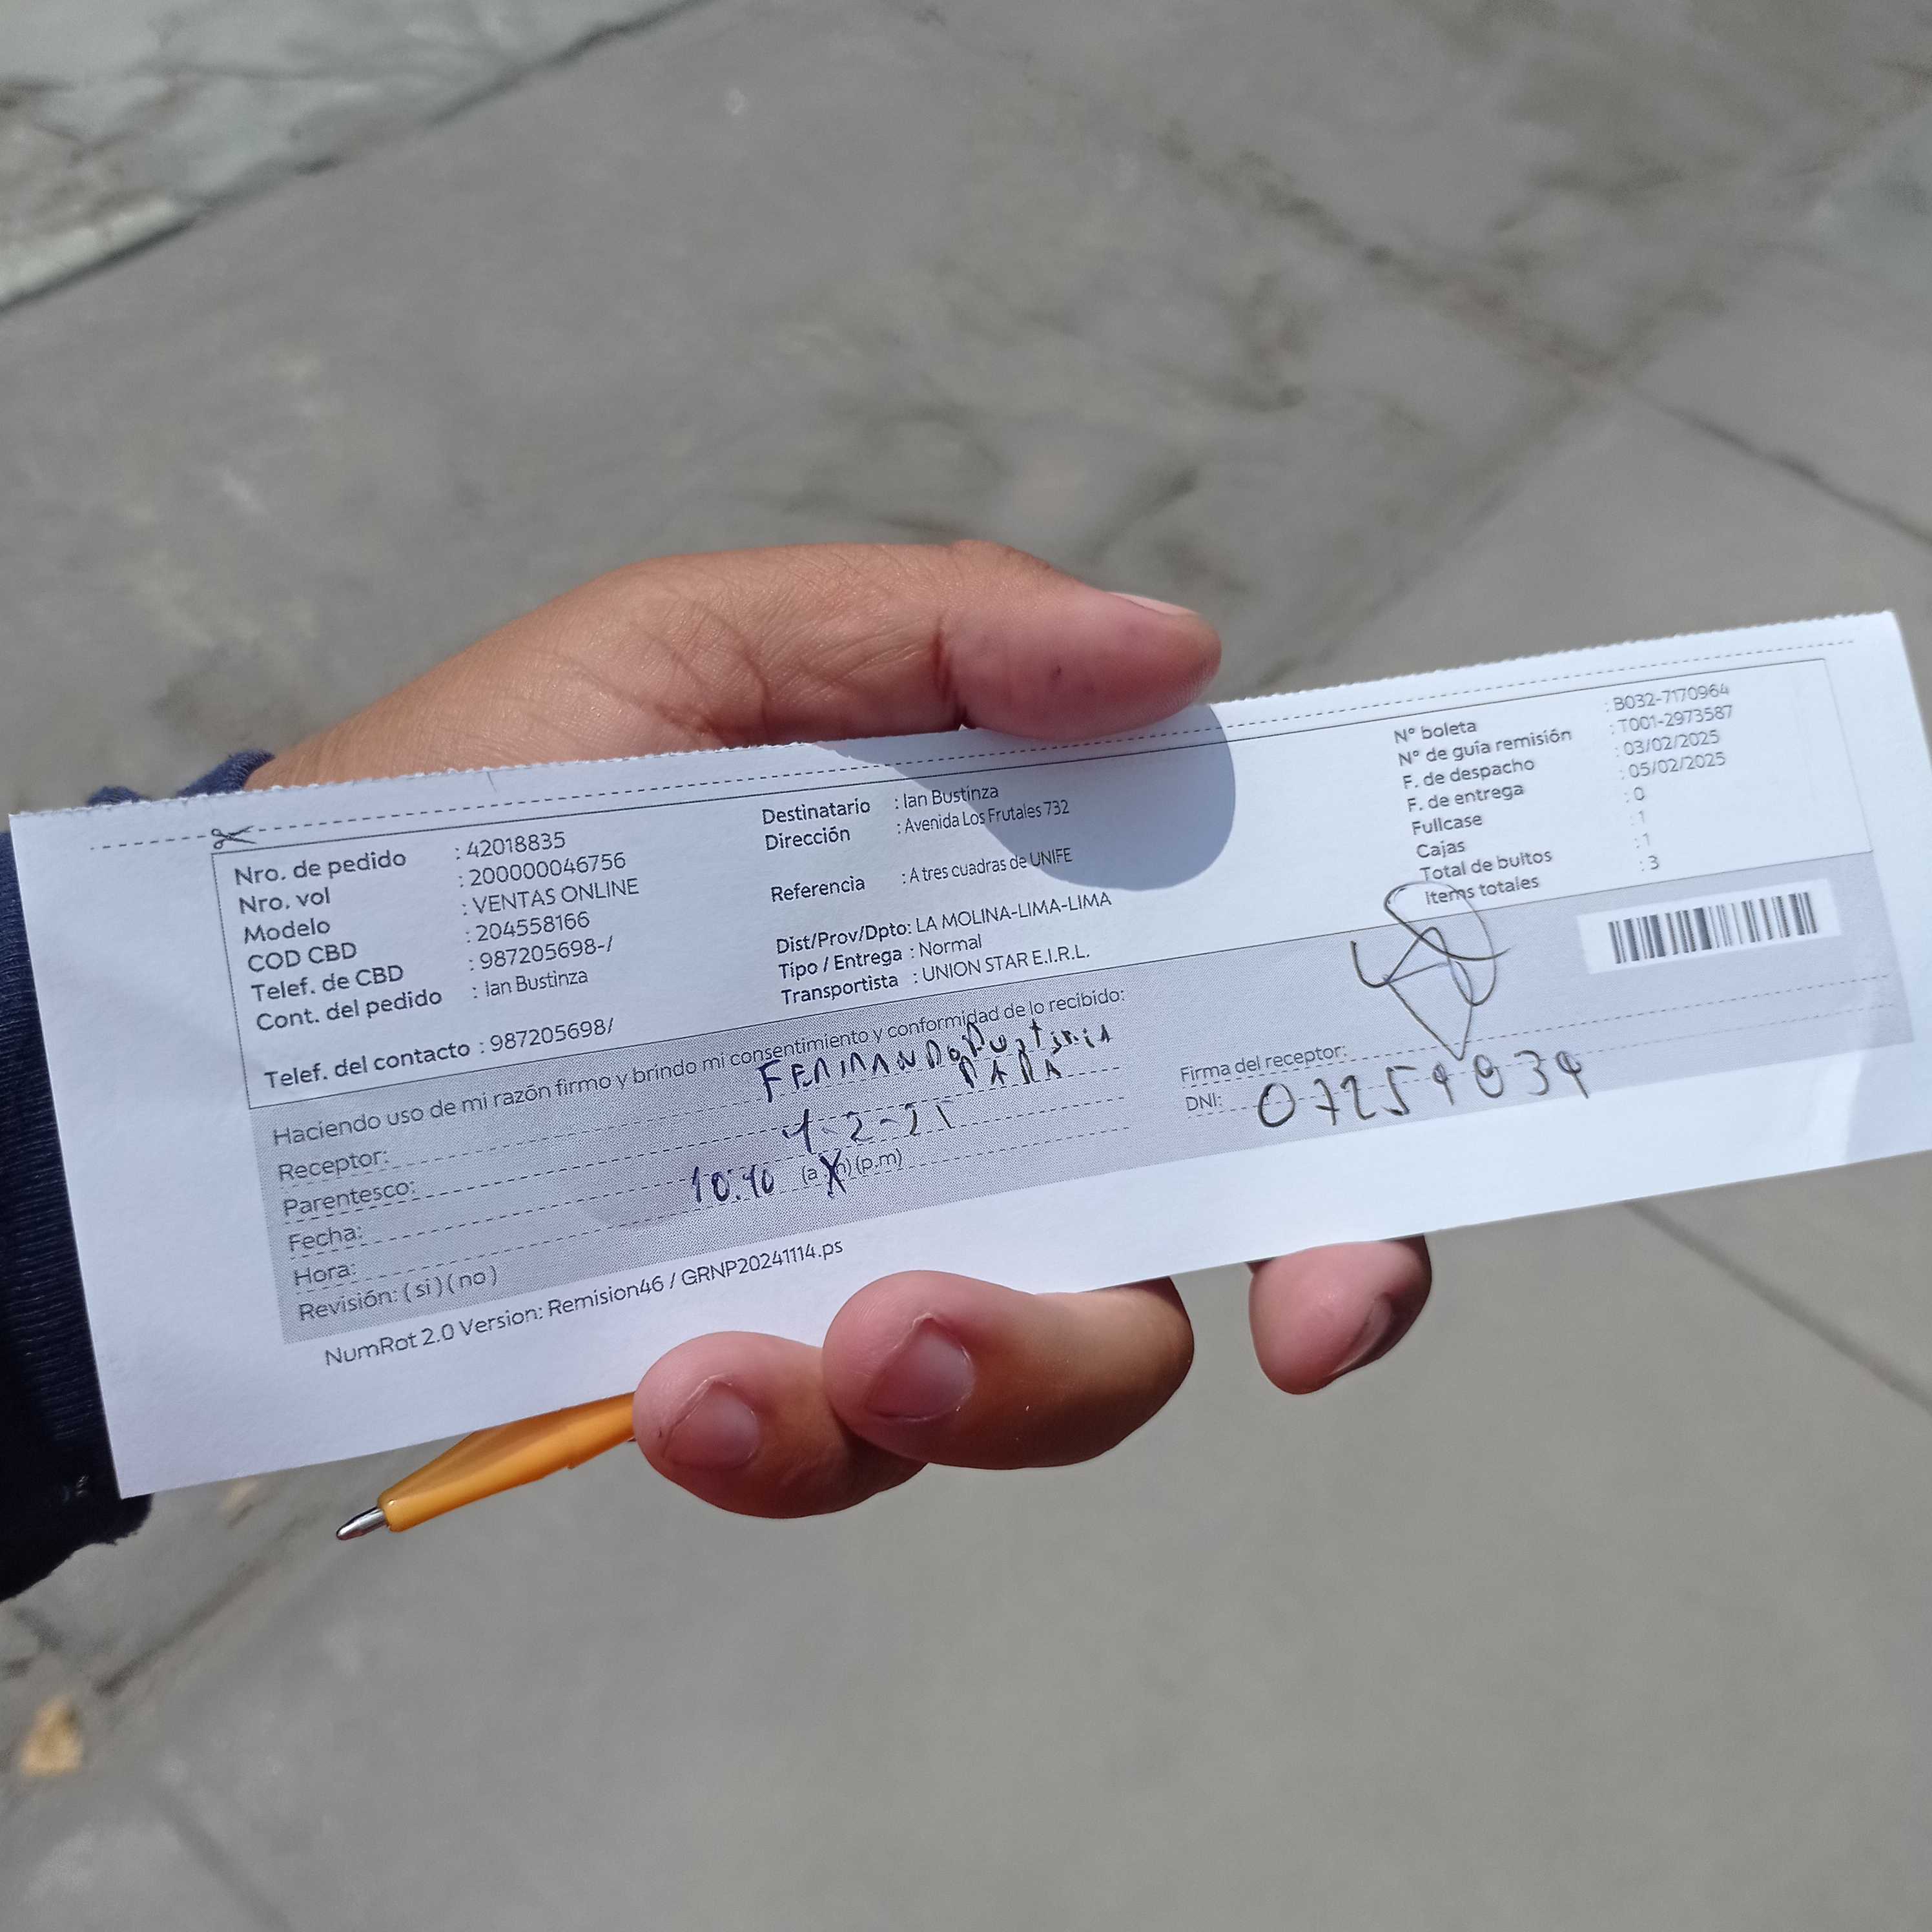 Nro. de pedido : 42018835
Nro. vol : 200000046756
Modelo : VENTAS ONLINE
COD CBD : 204558166
Telef. de CBD : 987205698-/
Cont. del pedido : Ian Bustinza
Telef. del contacto : 987205698/
Destinatario : Ian Bustinza
Dirección : Avenida Los Frutales 732
Referencia : A tres cuadras de UNIFE
Dist/Prov/Dpto: LA MOLINA-LIMA-LIMA
Tipo / Entrega : Normal
Transportista : UNION STAR E.I.R.L.
N° boleta : B032-7170964
N° de guía remisión : T001-2973587
F. de despacho : 03/02/2025
F. de entrega : 05/02/2025
Fullcase : 0
Cajas : 1
Total de bultos : 1
Items totales : 3
Haciendo uso de mi razón firmo y brindo mi consentimiento y conformidad de lo recibido:
Receptor: FERNANDO
Parentesco:
Fecha:
Hora: (a.m) (p.m)
Revisión: ( si ) ( no )
Firma del receptor:
DNI:
NumRot 2.0 Version: Remision46 / GRNP20241114.ps